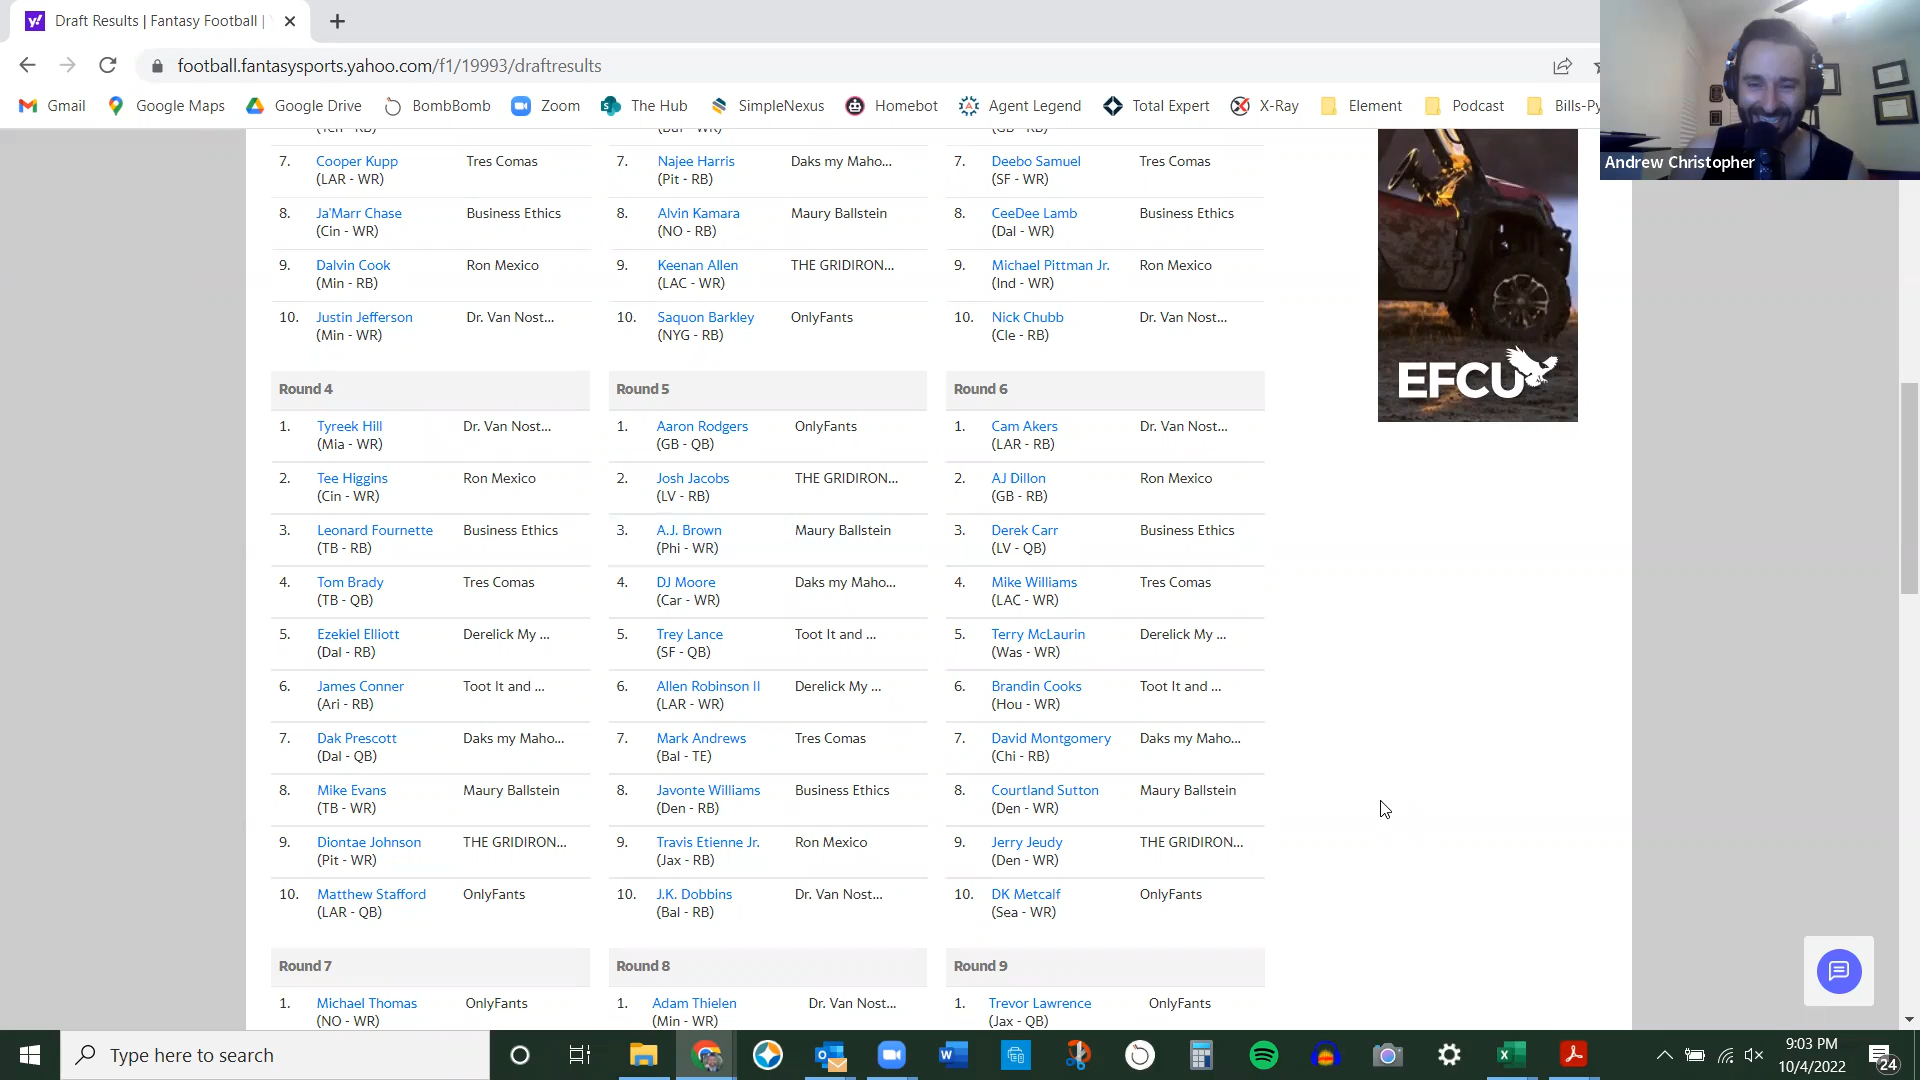 Draft Results | Fantasy Football |
football.fantasysports.yahoo.com/f1/19993/draftresults
Gmail Google Maps Google Drive BombBomb Zoom The Hub SimpleNexus Homebot Agent Legend Total Expert X-Ray Element Podcast Bills-Py
Andrew Christopher
7. Cooper Kupp Tres Comas
(LAR - WR)
8. Ja'Marr Chase Business Ethics
(Cin - WR)
9. Dalvin Cook Ron Mexico
(Min - RB)
10. Justin Jefferson Dr. Van Nost...
(Min - WR)
7. Najee Harris Daks my Maho...
(Pit - RB)
8. Alvin Kamara Maury Ballstein
(NO - RB)
9. Keenan Allen THE GRIDIRON...
(LAC - WR)
10. Saquon Barkley OnlyFants
(NYG - RB)
7. Deebo Samuel Tres Comas
(SF - WR)
8. CeeDee Lamb Business Ethics
(Dal - WR)
9. Michael Pittman Jr. Ron Mexico
(Ind - WR)
10. Nick Chubb Dr. Van Nost...
(Cle - RB)
EFCU
Round 4
1. Tyreek Hill Dr. Van Nost...
(Mia - WR)
2. Tee Higgins Ron Mexico
(Cin - WR)
3. Leonard Fournette Business Ethics
(TB - RB)
4. Tom Brady Tres Comas
(TB - QB)
5. Ezekiel Elliott Derelick My ...
(Dal - RB)
6. James Conner Toot It and ...
(Ari - RB)
7. Dak Prescott Daks my Maho...
(Dal - QB)
8. Mike Evans Maury Ballstein
(TB - WR)
9. Diontae Johnson THE GRIDIRON...
(Pit - WR)
10. Matthew Stafford OnlyFants
(LAR - QB)
Round 5
1. Aaron Rodgers OnlyFants
(GB - QB)
2. Josh Jacobs THE GRIDIRON...
(LV - RB)
3. A.J. Brown Maury Ballstein
(Phi - WR)
4. DJ Moore Daks my Maho...
(Car - WR)
5. Trey Lance Toot It and ...
(SF - QB)
6. Allen Robinson II Derelick My ...
(LAR - WR)
7. Mark Andrews Tres Comas
(Bal - TE)
8. Javonte Williams Business Ethics
(Den - RB)
9. Travis Etienne Jr. Ron Mexico
(Jax - RB)
10. J.K. Dobbins Dr. Van Nost...
(Bal - RB)
Round 6
1. Cam Akers Dr. Van Nost...
(LAR - RB)
2. AJ Dillon Ron Mexico
(GB - RB)
3. Derek Carr Business Ethics
(LV - QB)
4. Mike Williams Tres Comas
(LAC - WR)
5. Terry McLaurin Derelick My ...
(Was - WR)
6. Brandin Cooks Toot It and ...
(Hou - WR)
7. David Montgomery Daks my Maho...
(Chi - RB)
8. Courtland Sutton Maury Ballstein
(Den - WR)
9. Jerry Jeudy THE GRIDIRON...
(Den - WR)
10. DK Metcalf OnlyFants
(Sea - WR)
Round 7
1. Michael Thomas OnlyFants
(NO - WR)
Round 8
1. Adam Thielen Dr. Van Nost...
(Min - WR)
Round 9
1. Trevor Lawrence OnlyFants
(Jax - QB)
Type here to search
9:03 PM
10/4/2022
24